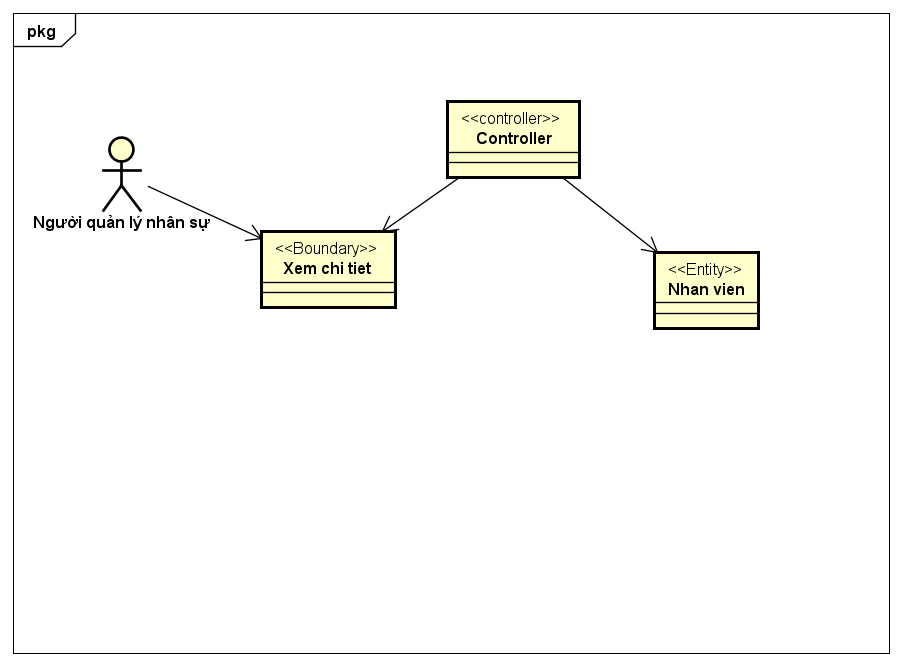 pkg
<<controller>>
Controller
Người quản lý nhân sự
<<Boundary>>
Xem chi tiet
<<Entity>>
Nhan vien